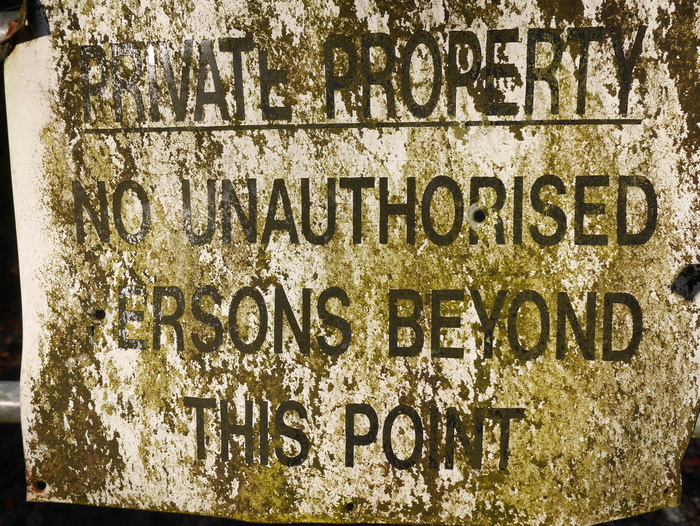 PRIVATE PROPERTY
NO UNAUTHORISED
PERSONS BEYOND
THIS POINT